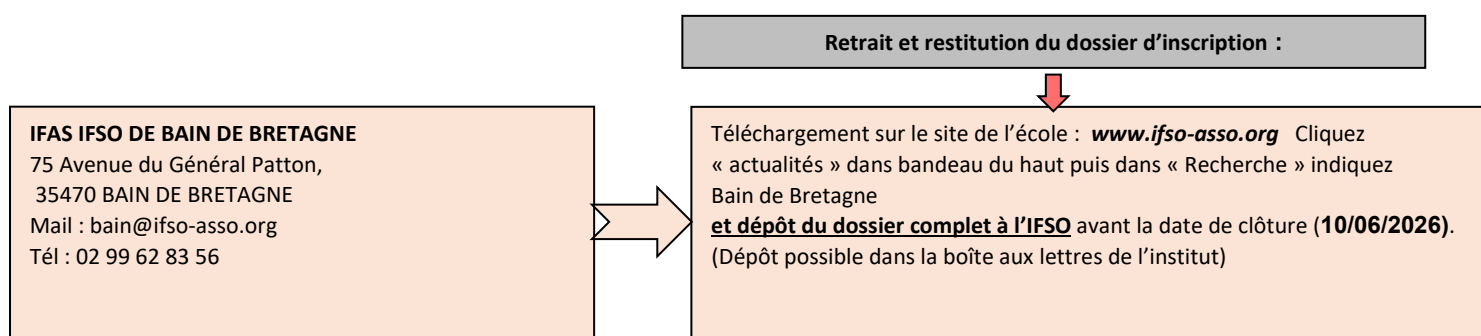 Retrait et restitution du dossier d’inscription :
IFAS IFSO DE BAIN DE BRETAGNE
75 Avenue du Général Patton,
35470 BAIN DE BRETAGNE
Mail : bain@ifso-asso.org
Tél : 02 99 62 83 56
Téléchargement sur le site de l’école : www.ifso-asso.org Cliquez
« actualités » dans bandeau du haut puis dans « Recherche » indiquez
Bain de Bretagne
et dépôt du dossier complet à l’IFSO avant la date de clôture (10/06/2026).
(Dépôt possible dans la boîte aux lettres de l’institut)